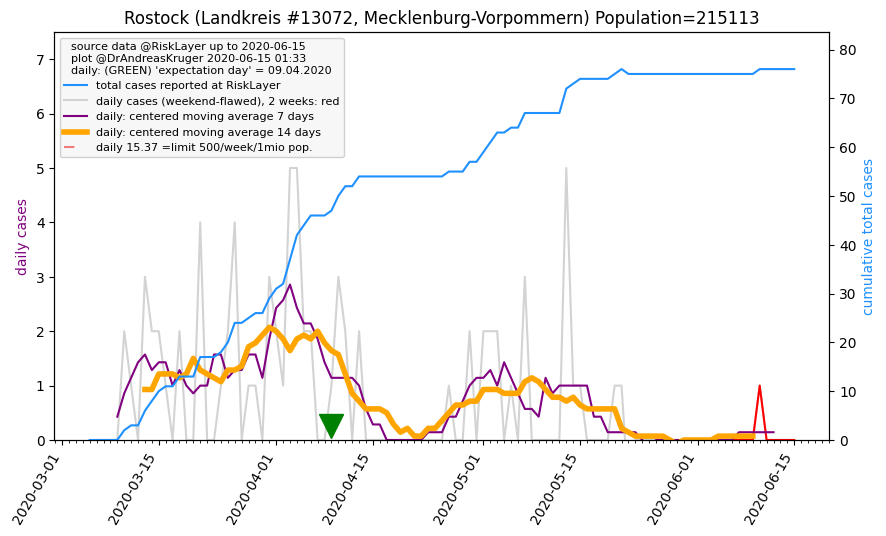 Rostock (Landkreis #13072, Mecklenburg-Vorpommern) Population=215113
source data @RiskLayer up to 2020-06-15
plot @DrAndreasKruger 2020-06-15 01:33
daily: (GREEN) 'expectation day' = 09.04.2020
total cases reported at RiskLayer
daily cases (weekend-flawed), 2 weeks: red
daily: centered moving average 7 days
daily: centered moving average 14 days
daily 15.37 =limit 500/week/1mio pop.
daily cases
7
6
5
4
3
2
1
0
cumulative total cases
80
70
60
50
40
30
20
10
0
2020-03-01
2020-03-15
2020-04-01
2020-04-15
2020-05-01
2020-05-15
2020-06-01
2020-06-15